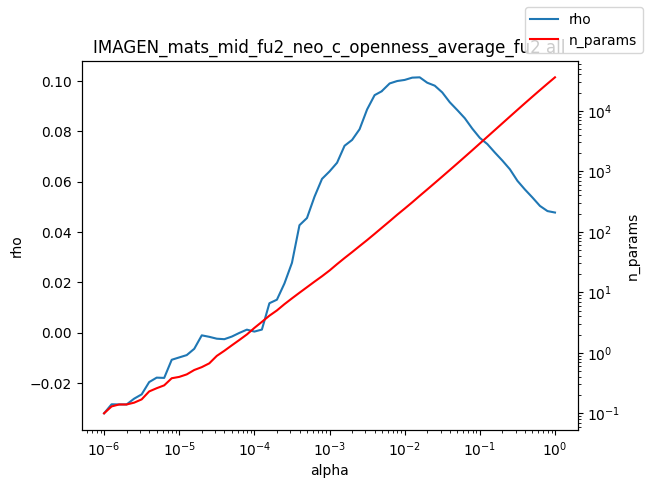 rho
n_params
IMAGEN_mats_mid_fu2_neo_c_openness_average_fu2 all
0.10
0.08
0.06
0.04
0.02
0.00
−0.02
rho
10⁴
10³
10²
10¹
10⁰
10⁻¹
n_params
10⁻⁶ 10⁻⁵ 10⁻⁴ 10⁻³ 10⁻² 10⁻¹ 10⁰
alpha